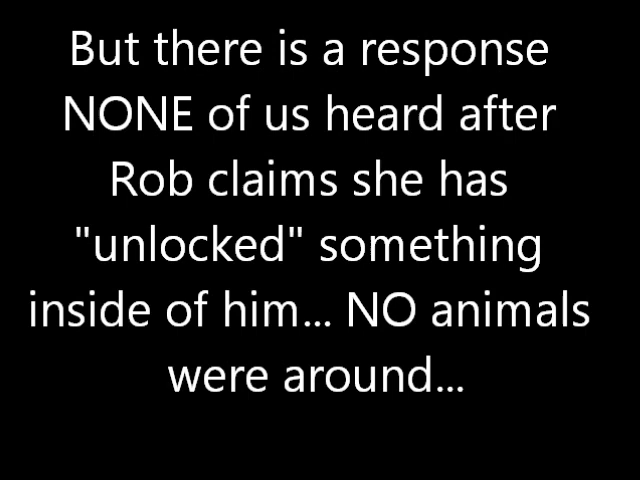 But there is a response
NONE of us heard after
Rob claims she has
"unlocked" something
inside of him... NO animals
were around...